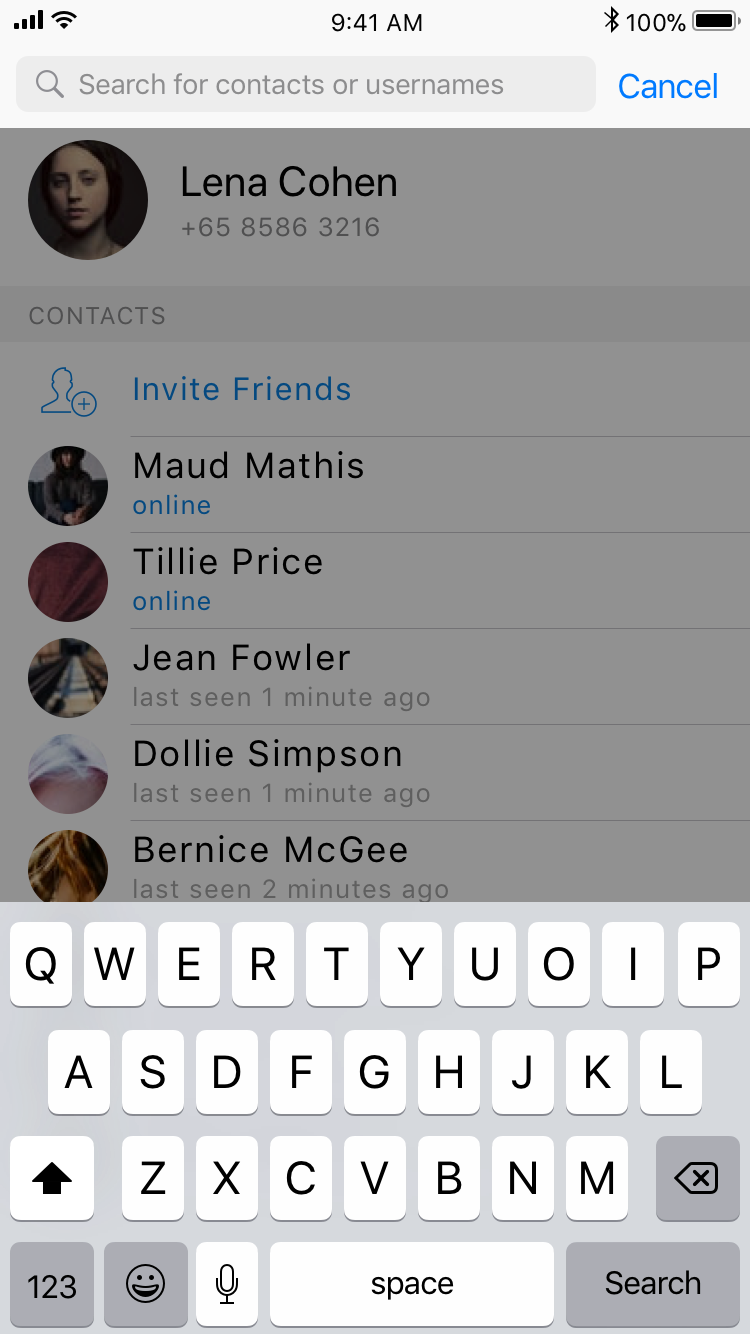 9:41 AM 100%
Search for contacts or usernames Cancel
Lena Cohen
+65 8586 3216
CONTACTS
Invite Friends
Maud Mathis
online
Tillie Price
online
Jean Fowler
last seen 1 minute ago
Dollie Simpson
last seen 1 minute ago
Bernice McGee
last seen 2 minutes ago
Q W E R T Y U O I P
A S D F G H J K L
Z X C V B N M
123 space Search